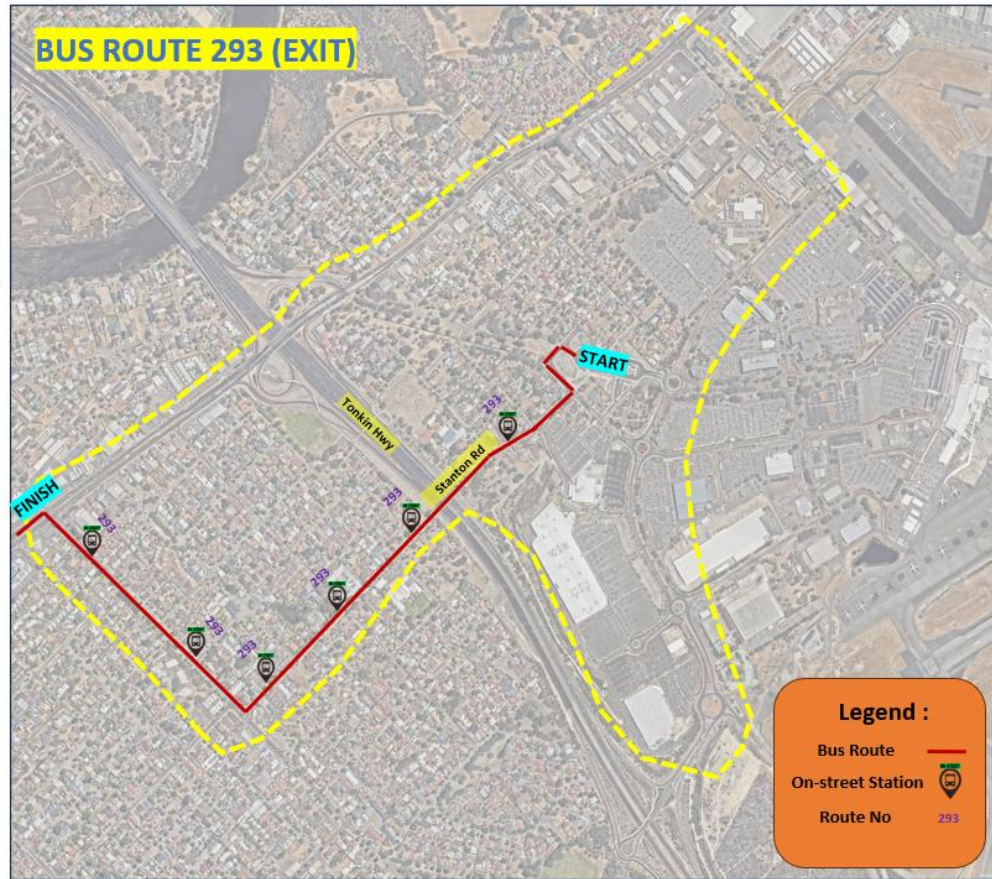 BUS ROUTE 293 (EXIT)
START
293
Tonkin Hwy
Stanton Rd
293
FINISH
293
293
293
293
Legend :
Bus Route
On-street Station
Route No
293